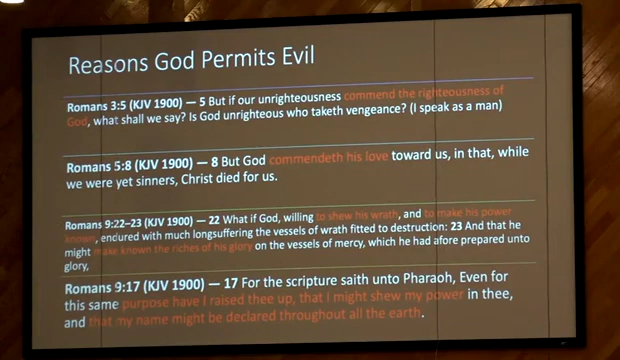 Reasons God Permits Evil
Romans 3:5 (KJV 1900) — 5 But if our unrighteousness commend the righteousness of
God, what shall we say? Is God unrighteous who taketh vengeance? (I speak as a man)
Romans 5:8 (KJV 1900) — 8 But God commendeth his love toward us, in that, while
we were yet sinners, Christ died for us.
Romans 9:22–23 (KJV 1900) — 22 What if God, willing to shew his wrath, and to make his power
known, endured with much longsuffering the vessels of wrath fitted to destruction: 23 And that he
might make known the riches of his glory on the vessels of mercy, which he had afore prepared unto
glory,
Romans 9:17 (KJV 1900) — 17 For the scripture saith unto Pharaoh, Even for
this same purpose have I raised thee up, that I might shew my power in thee,
and that my name might be declared throughout all the earth.